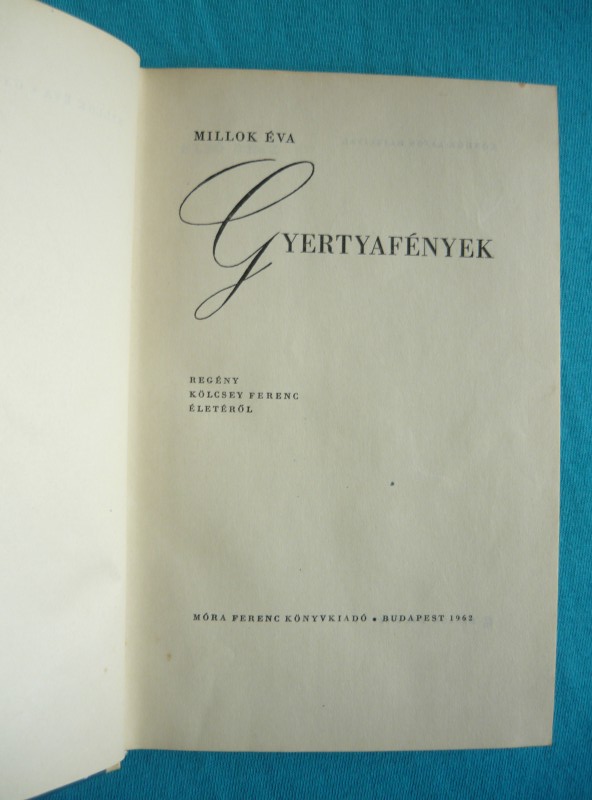 MILLOK ÉVA
GYERTYAFÉNYEK
REGÉNY
KÖLCSEY FERENC
ÉLETÉRŐL
MÓRA FERENC KÖNYVKIADÓ • BUDAPEST 1962